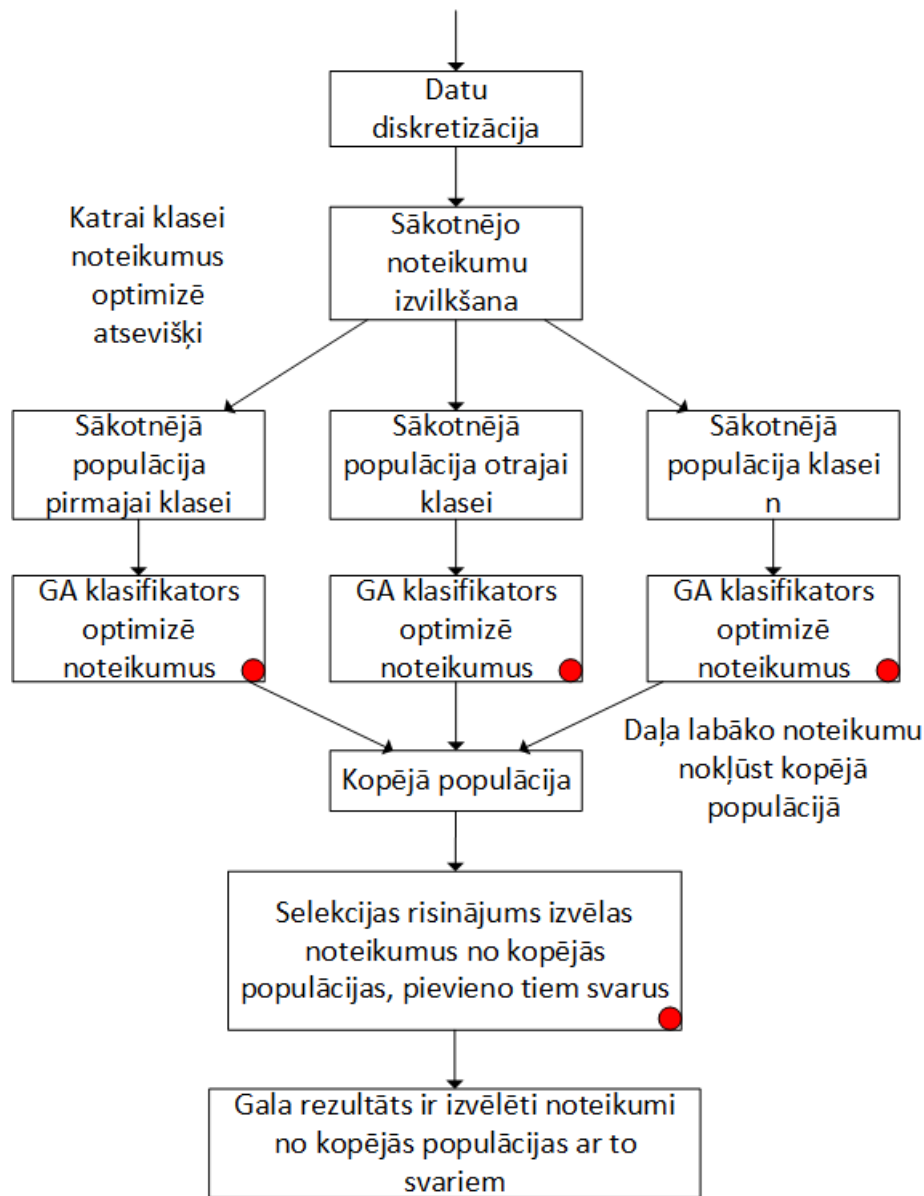 Datu
diskretizācija
Katrai klasei
noteikumus
optimizē
atsevišķi
Sākotnējo
noteikumu
izvilkšana
Sākotnējā
populācija
pirmajai klasei
Sākotnējā
populācija otrajai
klasei
Sākotnējā
populācija klasei
n
GA klasifikators
optimizē
noteikumus
GA klasifikators
optimizē
noteikumus
GA klasifikators
optimizē
noteikumus
Daļa labāko noteikumu
nokļūst kopējā
populācijā
Kopējā populācija
Selekcijas risinājums izvēlas
noteikumus no kopējās
populācijas, pievieno tiem svarus
Gala rezultāts ir izvēlēti noteikumi
no kopējās populācijas ar to
svariem